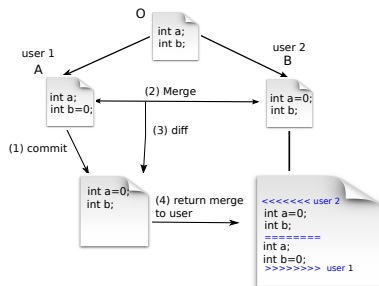 O
int a;
int b;
user 1
A
user 2
B
int a;
int b=0;
(2) Merge
int a=0;
int b;
(3) diff
(1) commit
int a=0;
int b;
(4) return merge
to user
<<<<<<< user 2
int a=0;
int b;
========
int a;
int b=0;
>>>>>>>> user 1